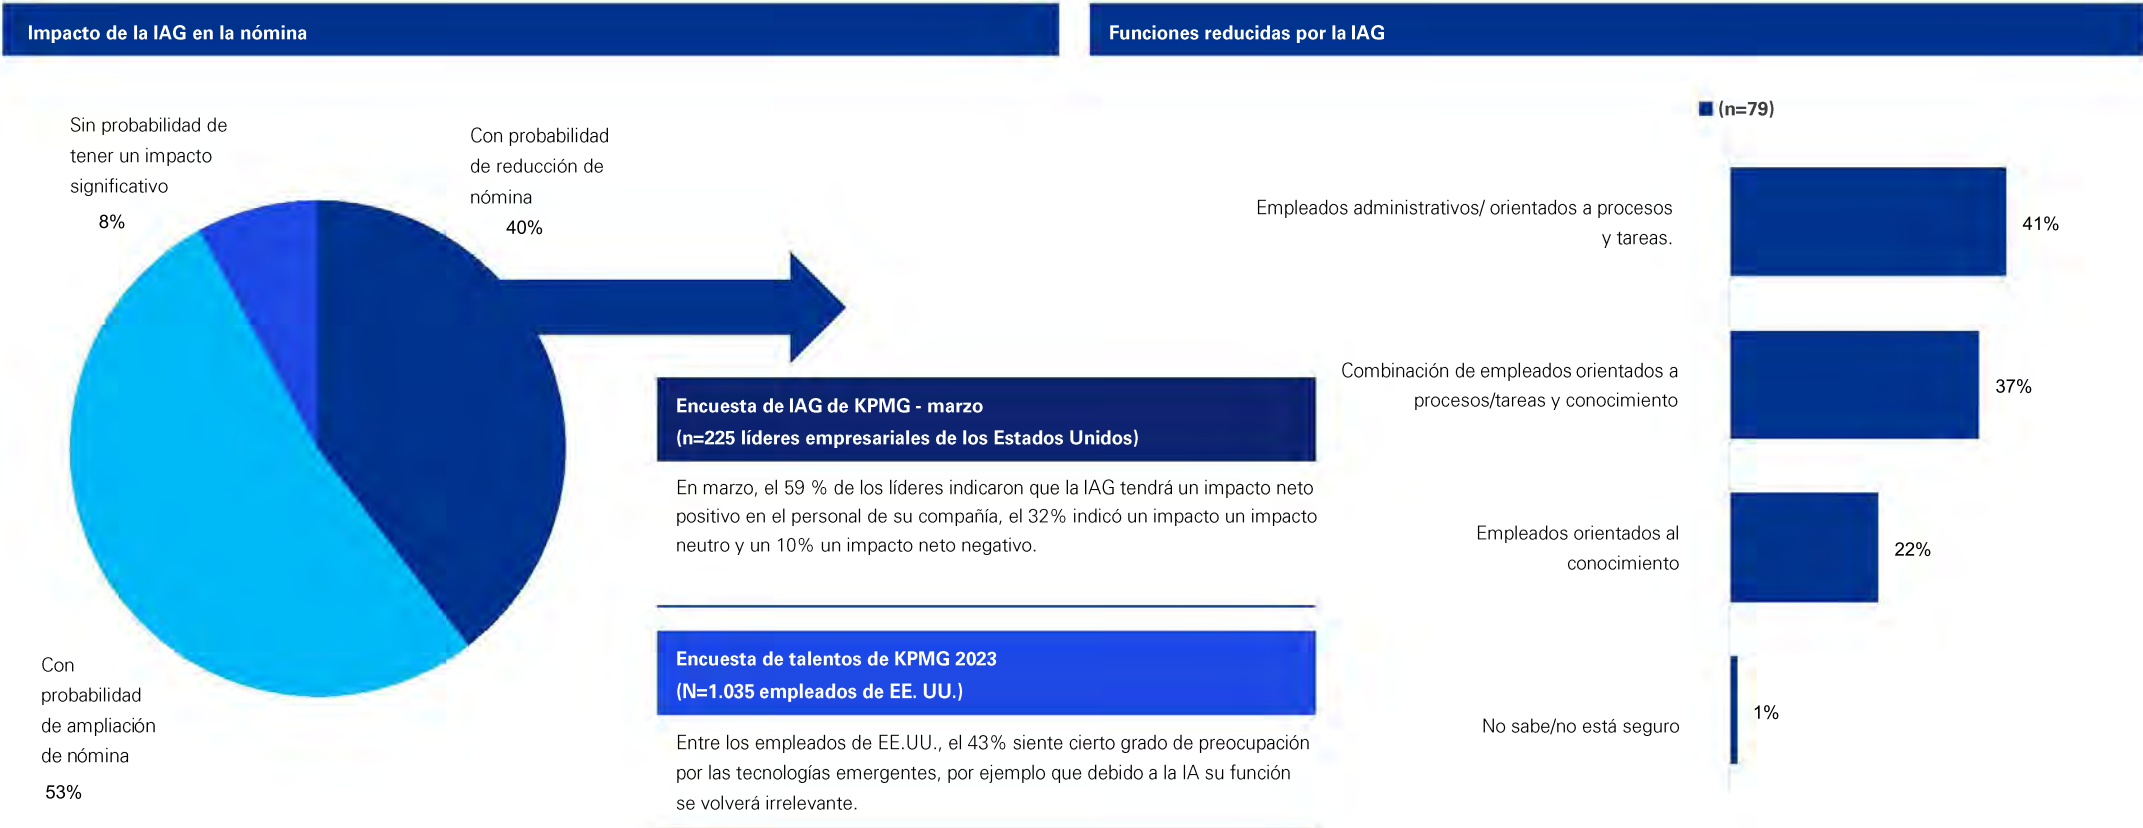 Impacto de la IAG en la nómina
Sin probabilidad de
tener un impacto
significativo
8%
Con probabilidad
de reducción de
nómina
40%
Con
probabilidad
de ampliación
de nómina
53%
Encuesta de IAG de KPMG - marzo
(n=225 líderes empresariales de los Estados Unidos)
En marzo, el 59 % de los líderes indicaron que la IAG tendrá un impacto neto
positivo en el personal de su compañía, el 32% indicó un impacto un impacto
neutro y un 10% un impacto neto negativo.
Encuesta de talentos de KPMG 2023
(N=1.035 empleados de EE. UU.)
Entre los empleados de EE.UU., el 43% siente cierto grado de preocupación
por las tecnologías emergentes, por ejemplo que debido a la IA su función
se volverá irrelevante.
Funciones reducidas por la IAG
(n=79)
Empleados administrativos/ orientados a procesos
y tareas.
41%
Combinación de empleados orientados a
procesos/tareas y conocimiento
37%
Empleados orientados al
conocimiento
22%
No sabe/no está seguro
1%